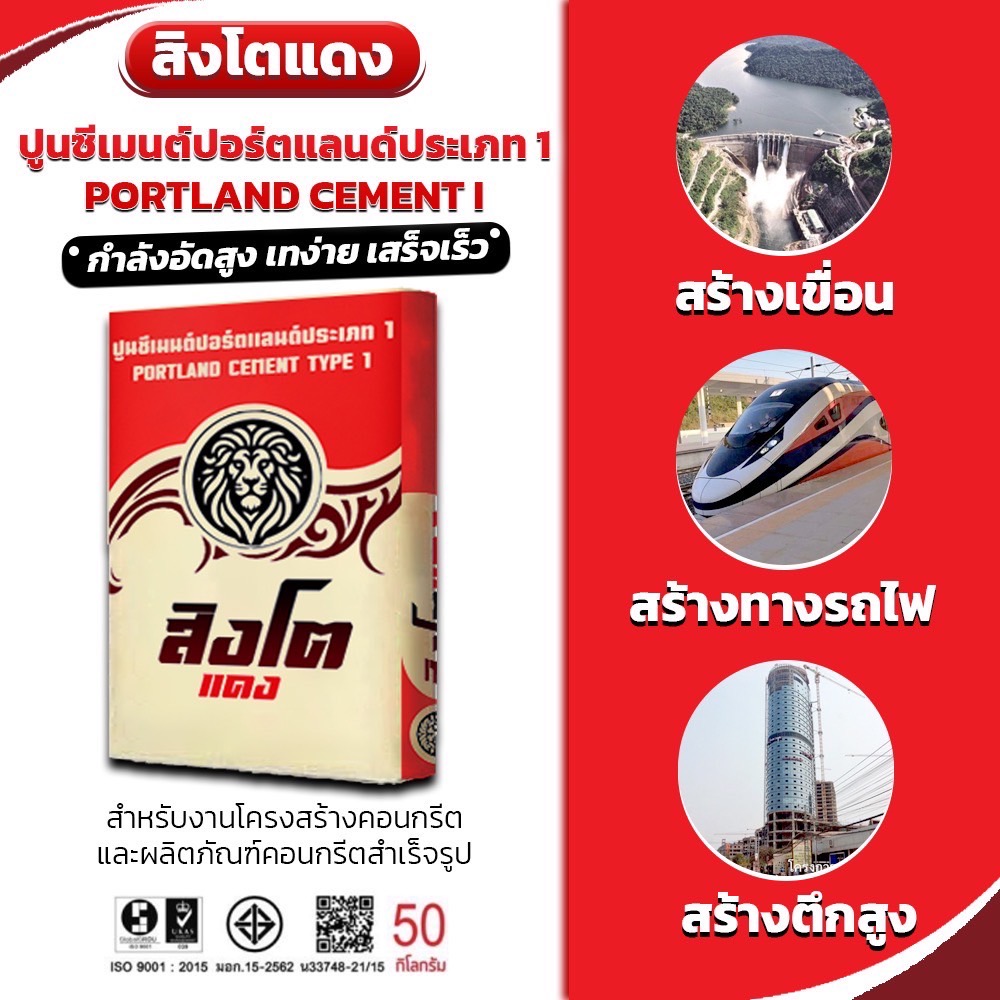 สิงโตแดง
ปูนซีเมนต์ปอร์ตแลนด์ประเภท 1
PORTLAND CEMENT I
กำลังอัดสูง เทง่าย เสร็จเร็ว
ปูนซีเมนต์ปอร์ตแลนด์ประเภท 1
PORTLAND CEMENT TYPE 1
สิงโต
แดง
สำหรับงานโครงสร้างคอนกรีต
และผลิตภัณฑ์คอนกรีตสำเร็จรูป
UKAS
ISO 9001 : 2015 มอก.15-2562 น33748-21/15
50
กิโลกรัม
สร้างเขื่อน
สร้างทางรถไฟ
สร้างตึกสูง